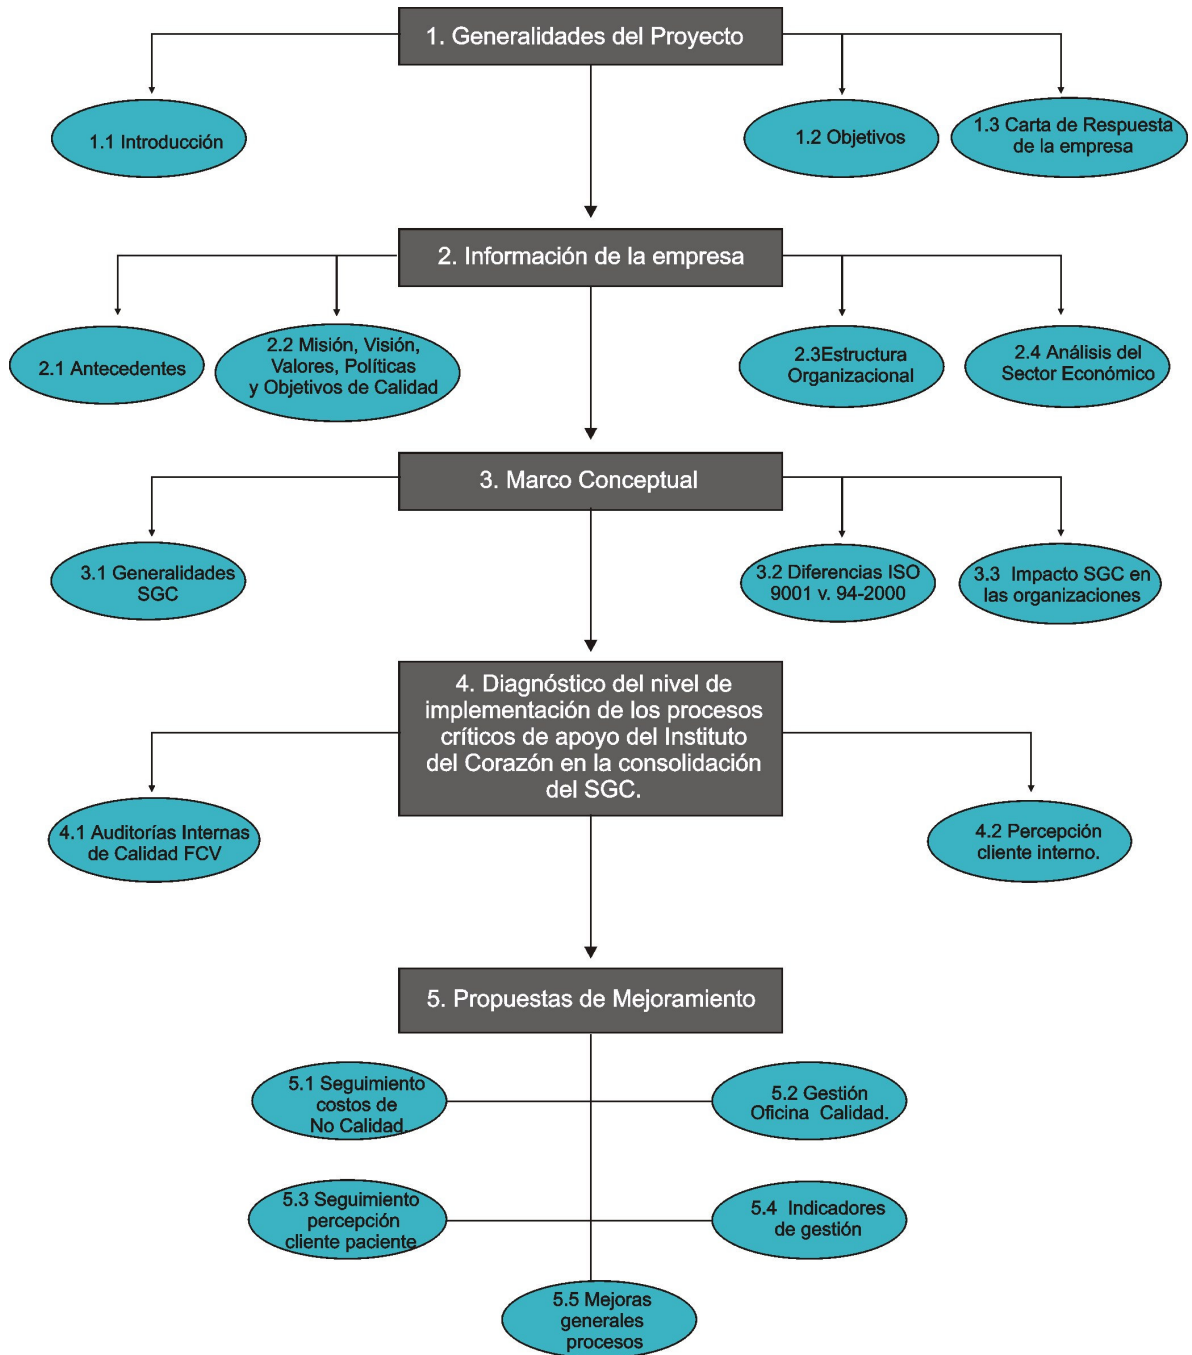 1. Generalidades del Proyecto
1.1 Introducción
1.2 Objetivos
1.3 Carta de Respuesta
de la empresa
2. Información de la empresa
2.1 Antecedentes
2.2 Misión, Visión,
Valores, Políticas
y Objetivos de Calidad
2.3Estructura
Organizacional
2.4 Análisis del
Sector Económico
3. Marco Conceptual
3.1 Generalidades
SGC
3.2 Diferencias ISO
9001 v. 94-2000
3.3 Impacto SGC en
las organizaciones
4. Diagnóstico del nivel de
implementación de los procesos
críticos de apoyo del Instituto
del Corazón en la consolidación
del SGC.
4.1 Auditorías Internas
de Calidad FCV
4.2 Percepción
cliente interno.
5. Propuestas de Mejoramiento
5.1 Seguimiento
costos de
No Calidad.
5.2 Gestión
Oficina Calidad.
5.3 Seguimiento
percepción
cliente paciente
5.4 Indicadores
de gestión
5.5 Mejoras
generales
procesos